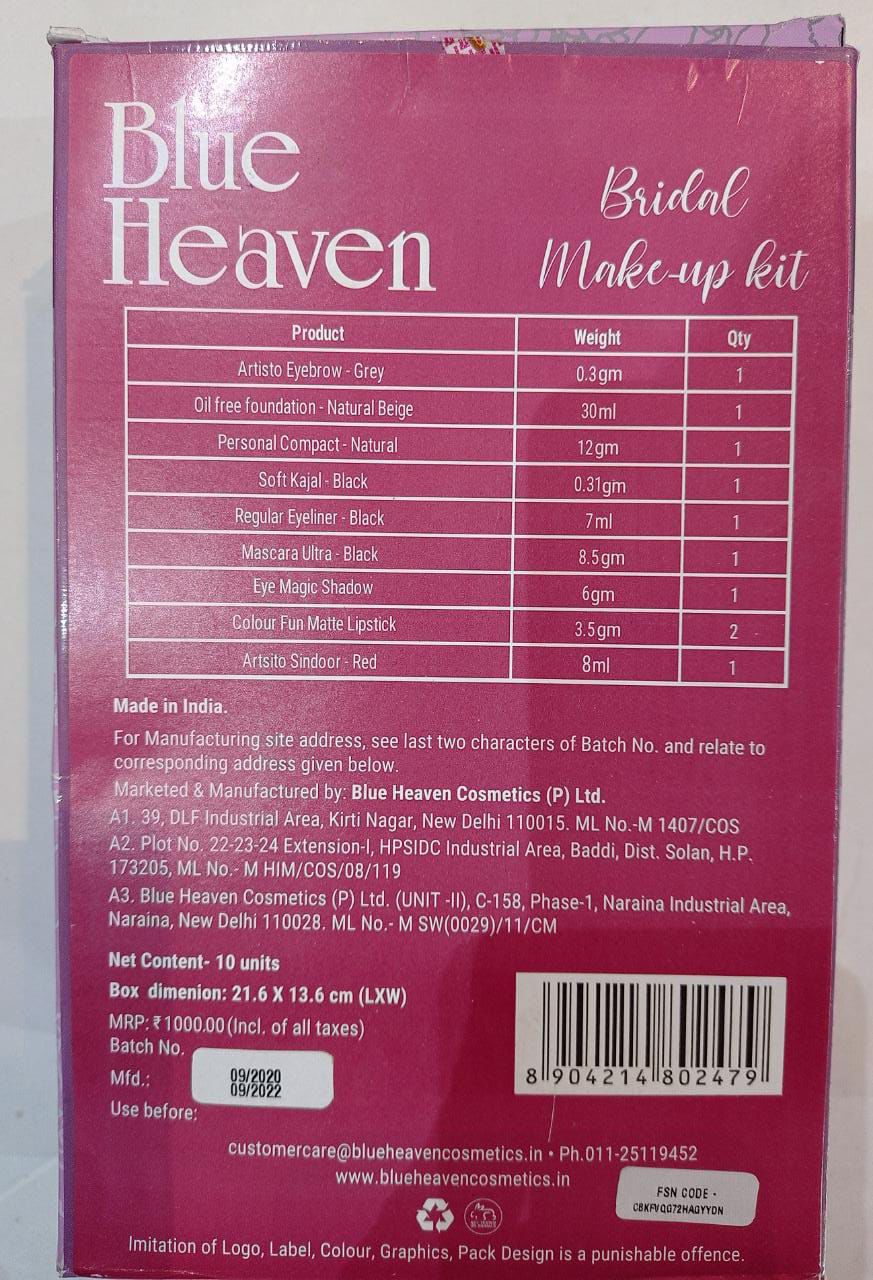 Blue
Heaven
Bridal
Make-up kit
Product Weight Qty
Artisto Eyebrow - Grey 0.3gm 1
Oil free foundation - Natural Beige 30ml 1
Personal Compact - Natural 12gm 1
Soft Kajal - Black 0.31gm 1
Regular Eyeliner - Black 7ml 1
Mascara Ultra - Black 8.5gm 1
Eye Magic Shadow 6gm 1
Colour Fun Matte Lipstick 3.5gm 2
Artsito Sindoor - Red 8ml 1
Made in India.
For Manufacturing site address, see last two characters of Batch No. and relate to
corresponding address given below.
Marketed & Manufactured by: Blue Heaven Cosmetics (P) Ltd.
A1. 39, DLF Industrial Area, Kirti Nagar, New Delhi 110015. ML No.-M 1407/COS
A2. Plot No. 22-23-24 Extension-I, HPSIDC Industrial Area, Baddi, Dist. Solan, H.P.
173205, ML No.- M HIM/COS/08/119
A3. Blue Heaven Cosmetics (P) Ltd. (UNIT -II), C-158, Phase-1, Naraina Industrial Area,
Naraina, New Delhi 110028. ML No.- M SW(0029)/11/CM
Net Content- 10 units
Box dimenion: 21.6 X 13.6 cm (LXW)
MRP: ₹ 1000.00 (Incl. of all taxes)
Batch No.
Mfd.: 09/2020
09/2022
Use before:
8 904214 802479
customercare@blueheavencosmetics.in • Ph.011-25119452
www.blueheavencosmetics.in
FSN CODE -
Imitation of Logo, Label, Colour, Graphics, Pack Design is a punishable offence.